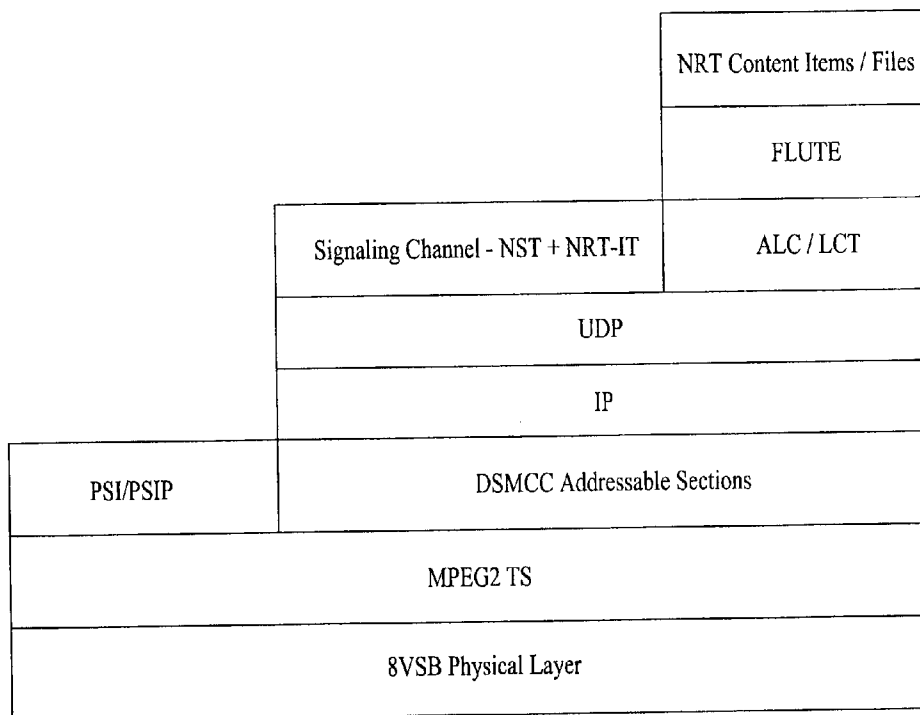 NRT Content Items / Files
FLUTE
Signaling Channel - NST + NRT-IT
ALC / LCT
UDP
IP
PSI/PSIP
DSMCC Addressable Sections
MPEG2 TS
8VSB Physical Layer